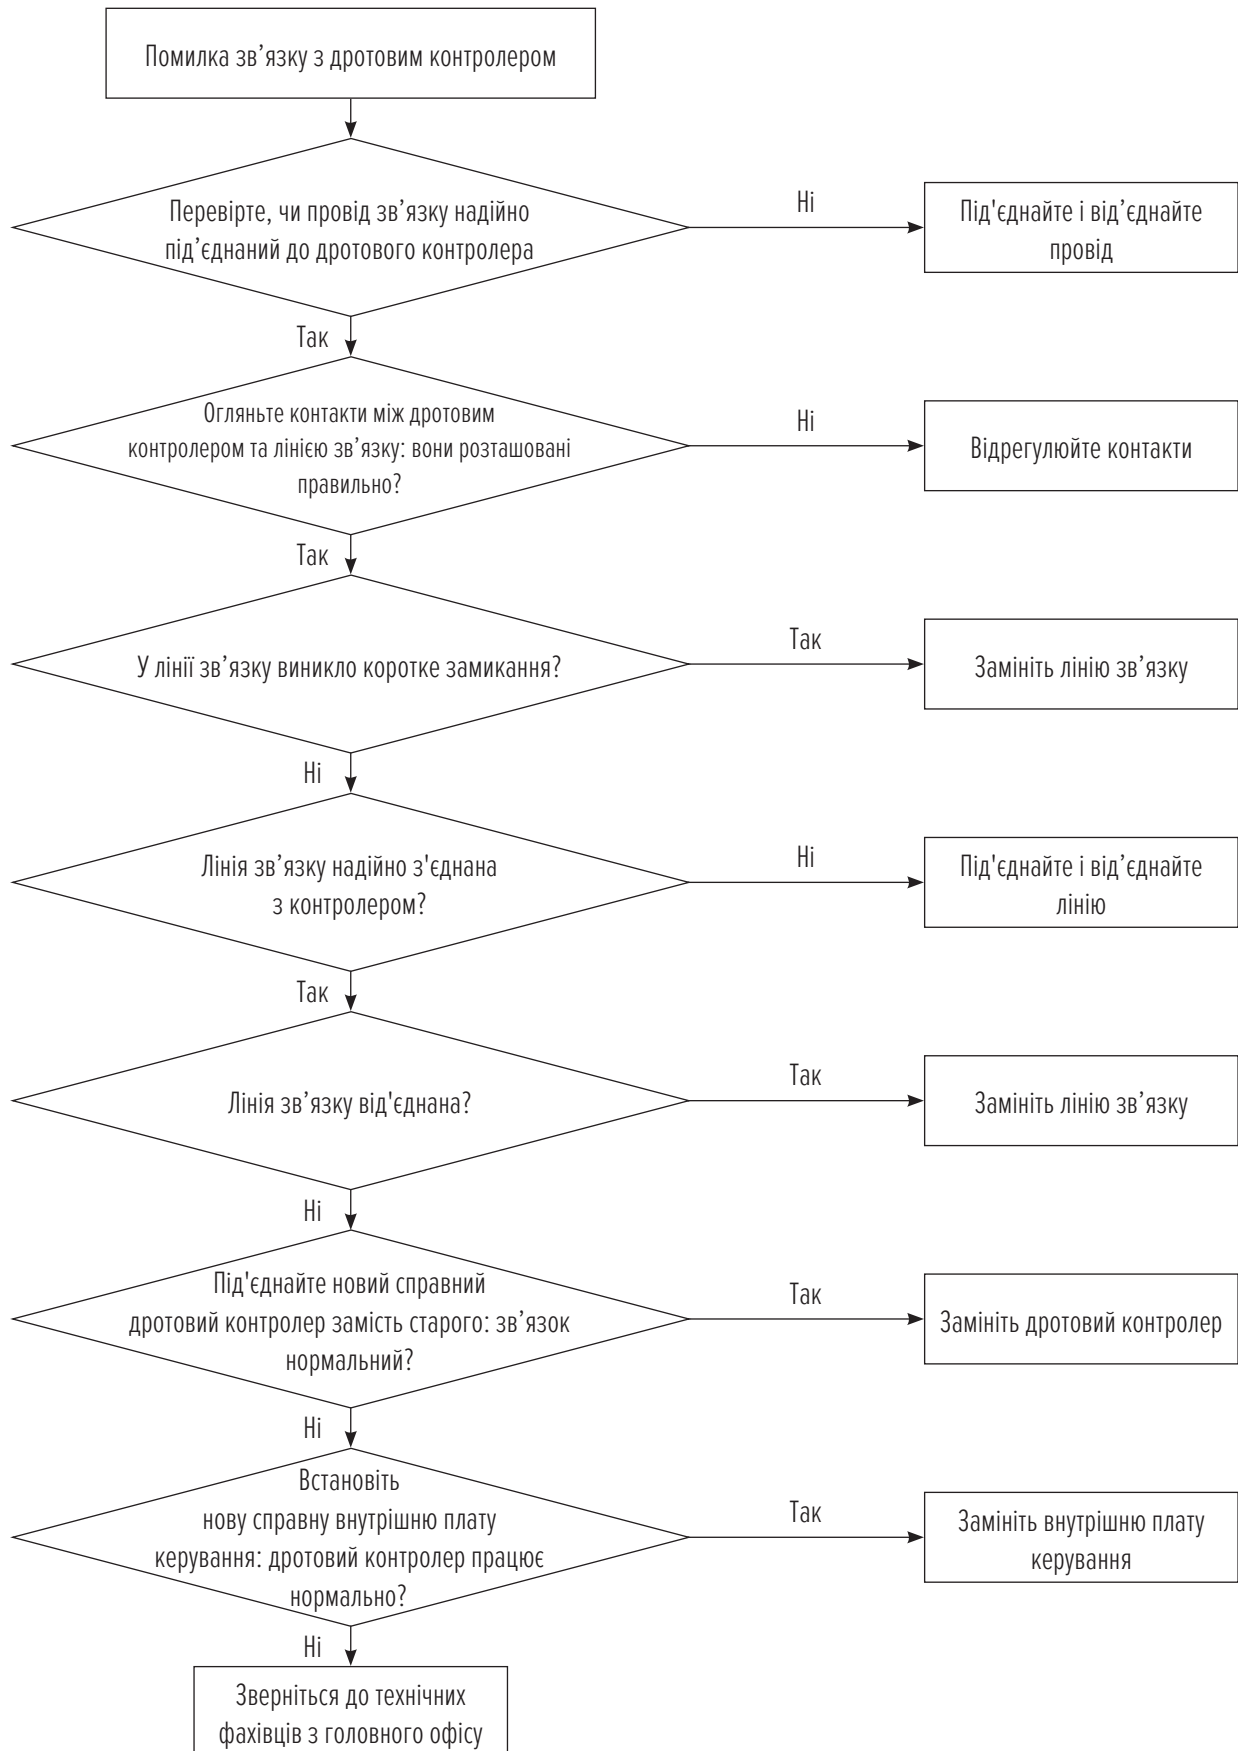 Помилка зв’язку з дротовим контролером
Перевірте, чи провід зв’язку надійно
під’єднаний до дротового контролера
Ні
Під'єднайте і від’єднайте
провід
Так
Огляньте контакти між дротовим
контролером та лінією зв’язку: вони розташовані
правильно?
Ні
Відрегулюйте контакти
Так
У лінії зв’язку виникло коротке замикання?
Так
Замініть лінію зв’язку
Ні
Лінія зв’язку надійно з'єднана
з контролером?
Ні
Під'єднайте і від’єднайте
лінію
Так
Лінія зв’язку від'єднана?
Так
Замініть лінію зв’язку
Ні
Під'єднайте новий справний
дротовий контролер замість старого: зв’язок
нормальний?
Так
Замініть дротовий контролер
Ні
Встановіть
нову справну внутрішню плату
керування: дротовий контролер працює
нормально?
Так
Замініть внутрішню плату
керування
Ні
Зверніться до технічних
фахівців з головного офісу